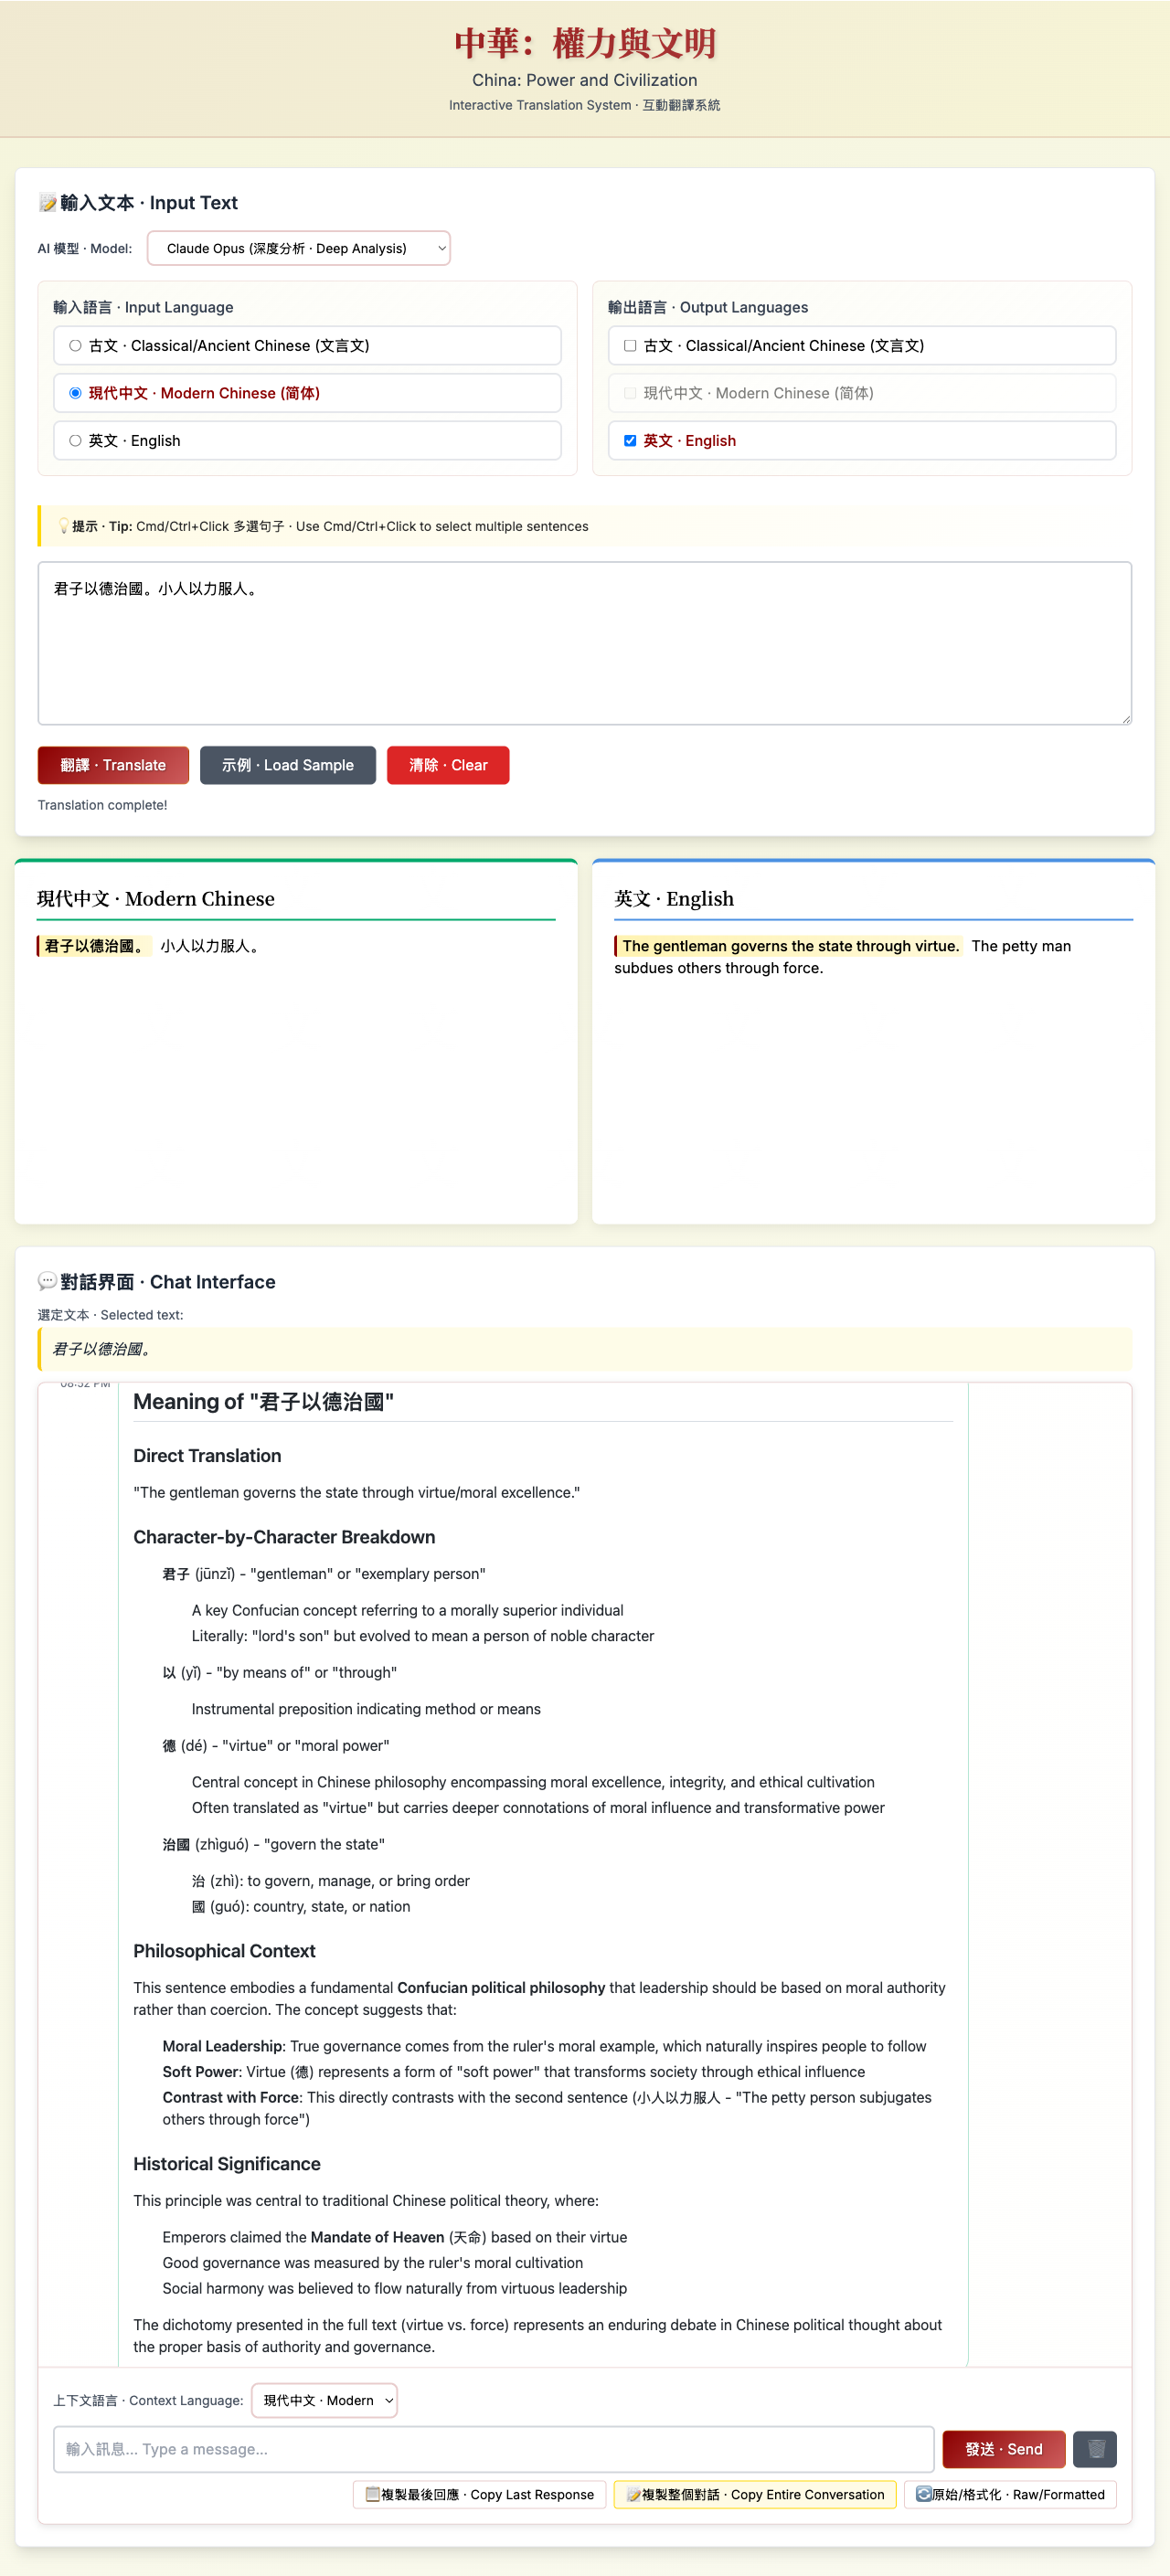 中華：權力與文明
China: Power and Civilization
Interactive Translation System · 互動翻譯系統
📝輸入文本 · Input Text
AI 模型 · Model:
Claude Opus (深度分析 · Deep Analysis)
輸入語言 · Input Language
古文 · Classical/Ancient Chinese (文言文)
現代中文 · Modern Chinese (简体)
英文 · English
輸出語言 · Output Languages
古文 · Classical/Ancient Chinese (文言文)
現代中文 · Modern Chinese (简体)
英文 · English
💡提示 · Tip: Cmd/Ctrl+Click 多選句子 · Use Cmd/Ctrl+Click to select multiple sentences
君子以德治國。小人以力服人。
翻譯 · Translate
示例 · Load Sample
清除 · Clear
Translation complete!
現代中文 · Modern Chinese
君子以德治國。 小人以力服人。
英文 · English
The gentleman governs the state through virtue. The petty man
subdues others through force.
💬對話界面 · Chat Interface
選定文本 · Selected text:
君子以德治國。
08:32 PM
Meaning of "君子以德治國"
Direct Translation
"The gentleman governs the state through virtue/moral excellence."
Character-by-Character Breakdown
君子 (jūnzǐ) - "gentleman" or "exemplary person"
A key Confucian concept referring to a morally superior individual
Literally: "lord's son" but evolved to mean a person of noble character
以 (yǐ) - "by means of" or "through"
Instrumental preposition indicating method or means
德 (dé) - "virtue" or "moral power"
Central concept in Chinese philosophy encompassing moral excellence, integrity, and ethical cultivation
Often translated as "virtue" but carries deeper connotations of moral influence and transformative power
治國 (zhìguó) - "govern the state"
治 (zhì): to govern, manage, or bring order
國 (guó): country, state, or nation
Philosophical Context
This sentence embodies a fundamental Confucian political philosophy that leadership should be based on moral authority
rather than coercion. The concept suggests that:
Moral Leadership: True governance comes from the ruler's moral example, which naturally inspires people to follow
Soft Power: Virtue (德) represents a form of "soft power" that transforms society through ethical influence
Contrast with Force: This directly contrasts with the second sentence (小人以力服人 - "The petty person subjugates
others through force")
Historical Significance
This principle was central to traditional Chinese political theory, where:
Emperors claimed the Mandate of Heaven (天命) based on their virtue
Good governance was measured by the ruler's moral cultivation
Social harmony was believed to flow naturally from virtuous leadership
The dichotomy presented in the full text (virtue vs. force) represents an enduring debate in Chinese political thought about
the proper basis of authority and governance.
上下文語言 · Context Language:
現代中文 · Modern
輸入訊息... Type a message...
發送 · Send
📋複製最後回應 · Copy Last Response
📝複製整個對話 · Copy Entire Conversation
🔄原始/格式化 · Raw/Formatted